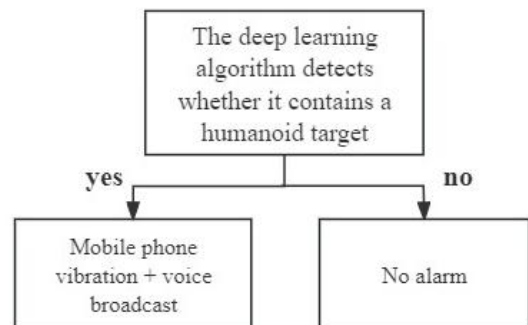 The deep learning
algorithm detects
whether it contains a
humanoid target
yes
no
Mobile phone
vibration + voice
broadcast
No alarm